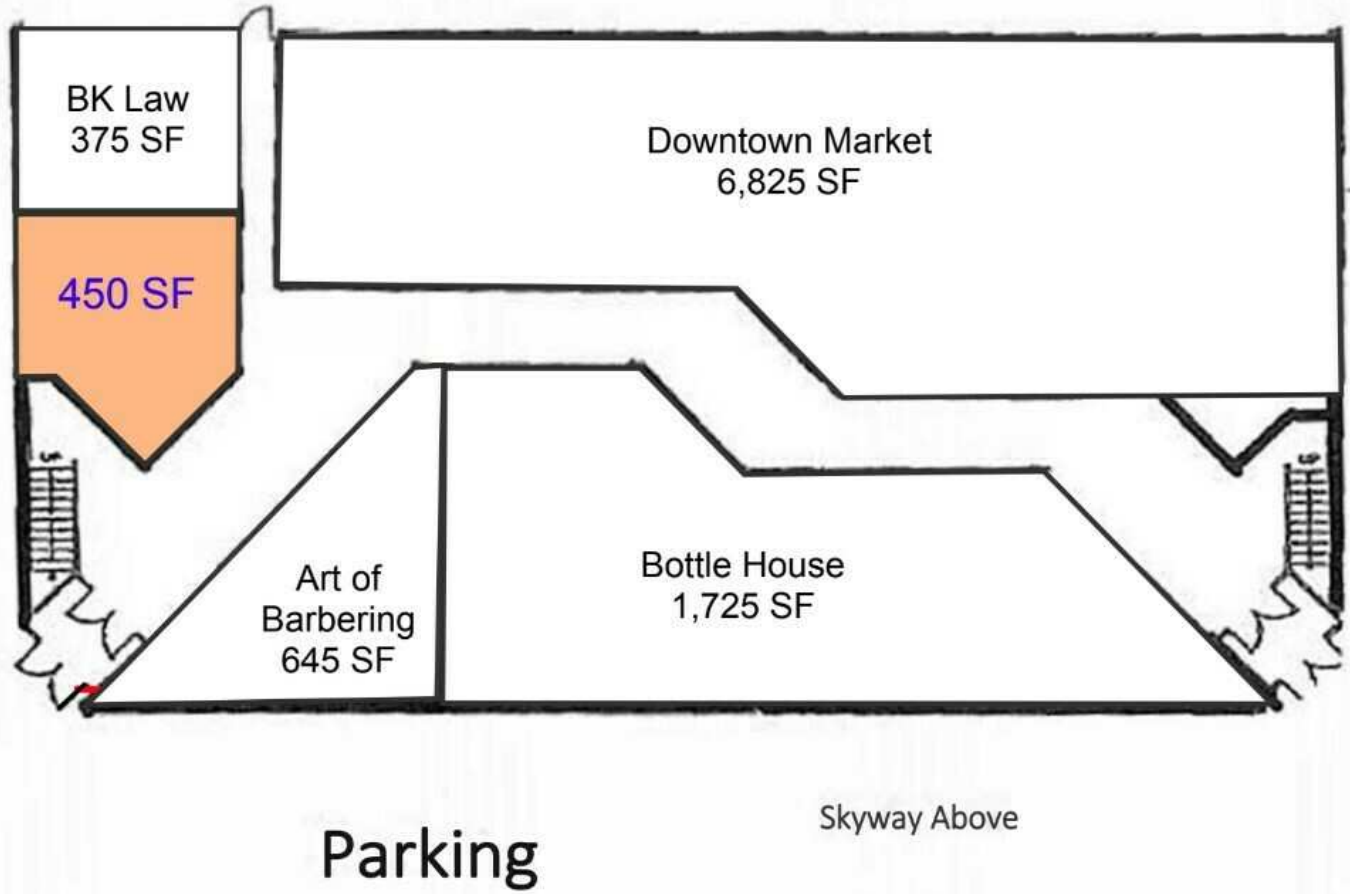 BK Law
375 SF
Downtown Market
6,825 SF
450 SF
Art of
Barbering
645 SF
Bottle House
1,725 SF
Skyway Above
Parking